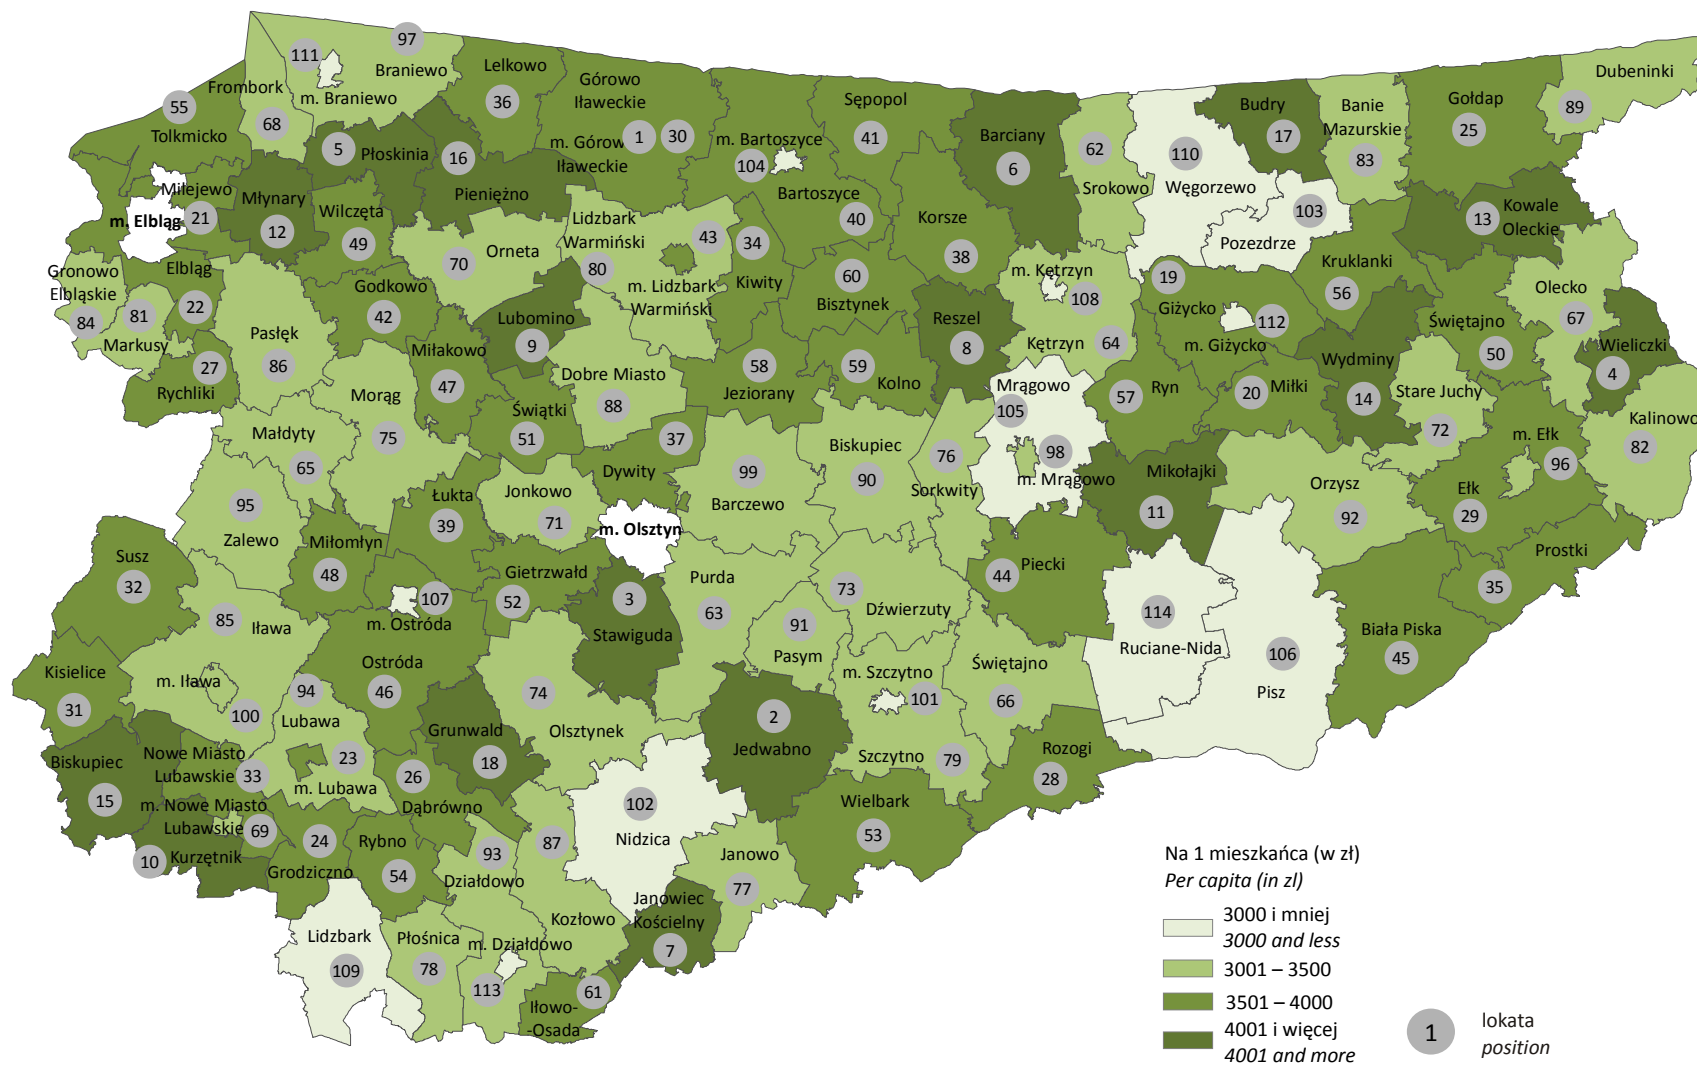 97
111
Braniewo
Lelkowo
Górowo
Iławeckie
Dubeninki
Frombork
m. Braniewo
36
Sępopol
Budry
Banie
Mazurskie
Gołdap
89
55
Tolmicko
68
5
Płoskinia
16
m. Górowo
Iławeckie
1
30
m. Bartoszyce
104
41
Barciany
6
62
110
17
83
25
Milejewo
Młynary
Pieniężno
Bartoszyce
Srokowo
Węgorzewo
m. Elbląg
21
12
Wilczęta
49
Lidzbark
Warmiński
43
34
40
Korsze
103
13
Kowale
Oleckie
Gronowo
Elbląskie
Elbląg
70
Orneta
80
60
38
Pozezdrze
84
81
22
Godkowo
42
m. Lidzbark
Warmiński
Kiwity
Bisztynek
m. Kętrzyn
108
19
Kruklanki
56
Olecko
67
Markusy
Pasłęk
86
Lubomino
9
Reszel
8
Kętrzyn
64
Giżycko
112
m. Giżycko
Świętajno
50
Wieliczki
4
27
Rychliki
Miłakowo
47
Dobre Miasto
88
58
Jeziorany
59
Kolno
Mrągowo
105
57
Ryn
20
Miłki
Wydminy
14
Stare Juchy
72
Kalinowo
82
Morąg
75
Świątki
51
37
Małdyty
65
Dywity
99
Barczewo
Biskupiec
90
76
Sorkwity
98
m. Mrągowo
Mikołajki
11
m. Ełk
96
95
Zalewo
Łukta
39
Jonkowo
71
m. Olsztyn
Orzysz
92
Ełk
29
Susz
32
Miłomłyn
48
Gietrzwałd
52
3
Stawiguda
Purda
63
73
Dźwierzuty
44
Piecki
Prostki
35
107
m. Ostróda
114
Ruciane-Nida
85
Iława
91
Pasym
Biała Piska
45
Kisielice
31
m. Iława
100
94
Lubawa
Ostróda
46
74
Olsztynek
m. Szczytno
101
Świętajno
66
106
Pisz
Biskupiec
15
Nowe Miasto
Lubawskie
33
23
m. Lubawa
26
Dąbrówno
Grunwald
18
2
Jedwabno
Szczytno
79
Rozogi
28
m. Nowe Miasto
Lubawskie
69
24
Grodziczno
Rybno
54
102
Nidzica
Wielbark
53
10
Kurzętnik
93
Działdowo
87
Kozłowo
Janowo
77
Janowiec
Kościelny
7
Lidzbark
109
Płośnica
78
m. Działdowo
113
61
Iłowo-
-Osada
Na 1 mieszkańca (w zł)
Per capita (in zl)
3000 i mniej
3000 and less
3001 – 3500
3501 – 4000
4001 i więcej
4001 and more
1
lokata
position